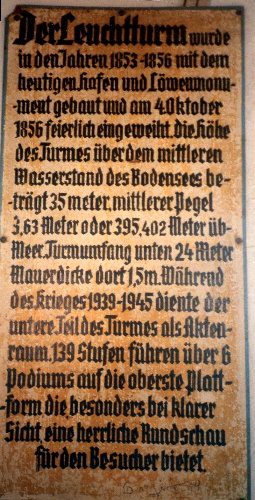 Der Leuchtturm wurde
in den Jahren 1853-1856 mit dem
heutigen Hafen und Löwenmonu-
ment gebaut und am 4. Oktober
1856 feierlich eingeweiht. Die Höhe
des Turmes über dem mittleren
Wasserstand des Bodensees be-
trägt 35 meter, mittlerer Pegel
3,63 Meter oder 395,402 Meter üb-
Meer. Turmumfang unten 24 Meter
Mauerdicke dort 1,5m. Während
des Krieges 1939-1945 diente der
untere Teil des Turmes als Akten-
raum. 139 Stufen führen über 6
Podiums auf die oberste Platt-
-form die, besonders bei klarer
Sicht, eine herrliche Rundschau
für den Besucher bietet.